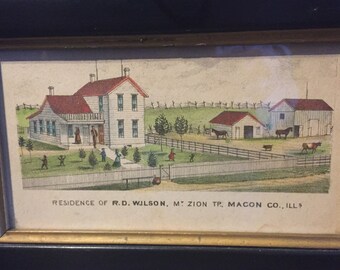 RESIDENCE OF R.D. WILSON, Mᵗ ZION TP. MACON CO., ILLˢ